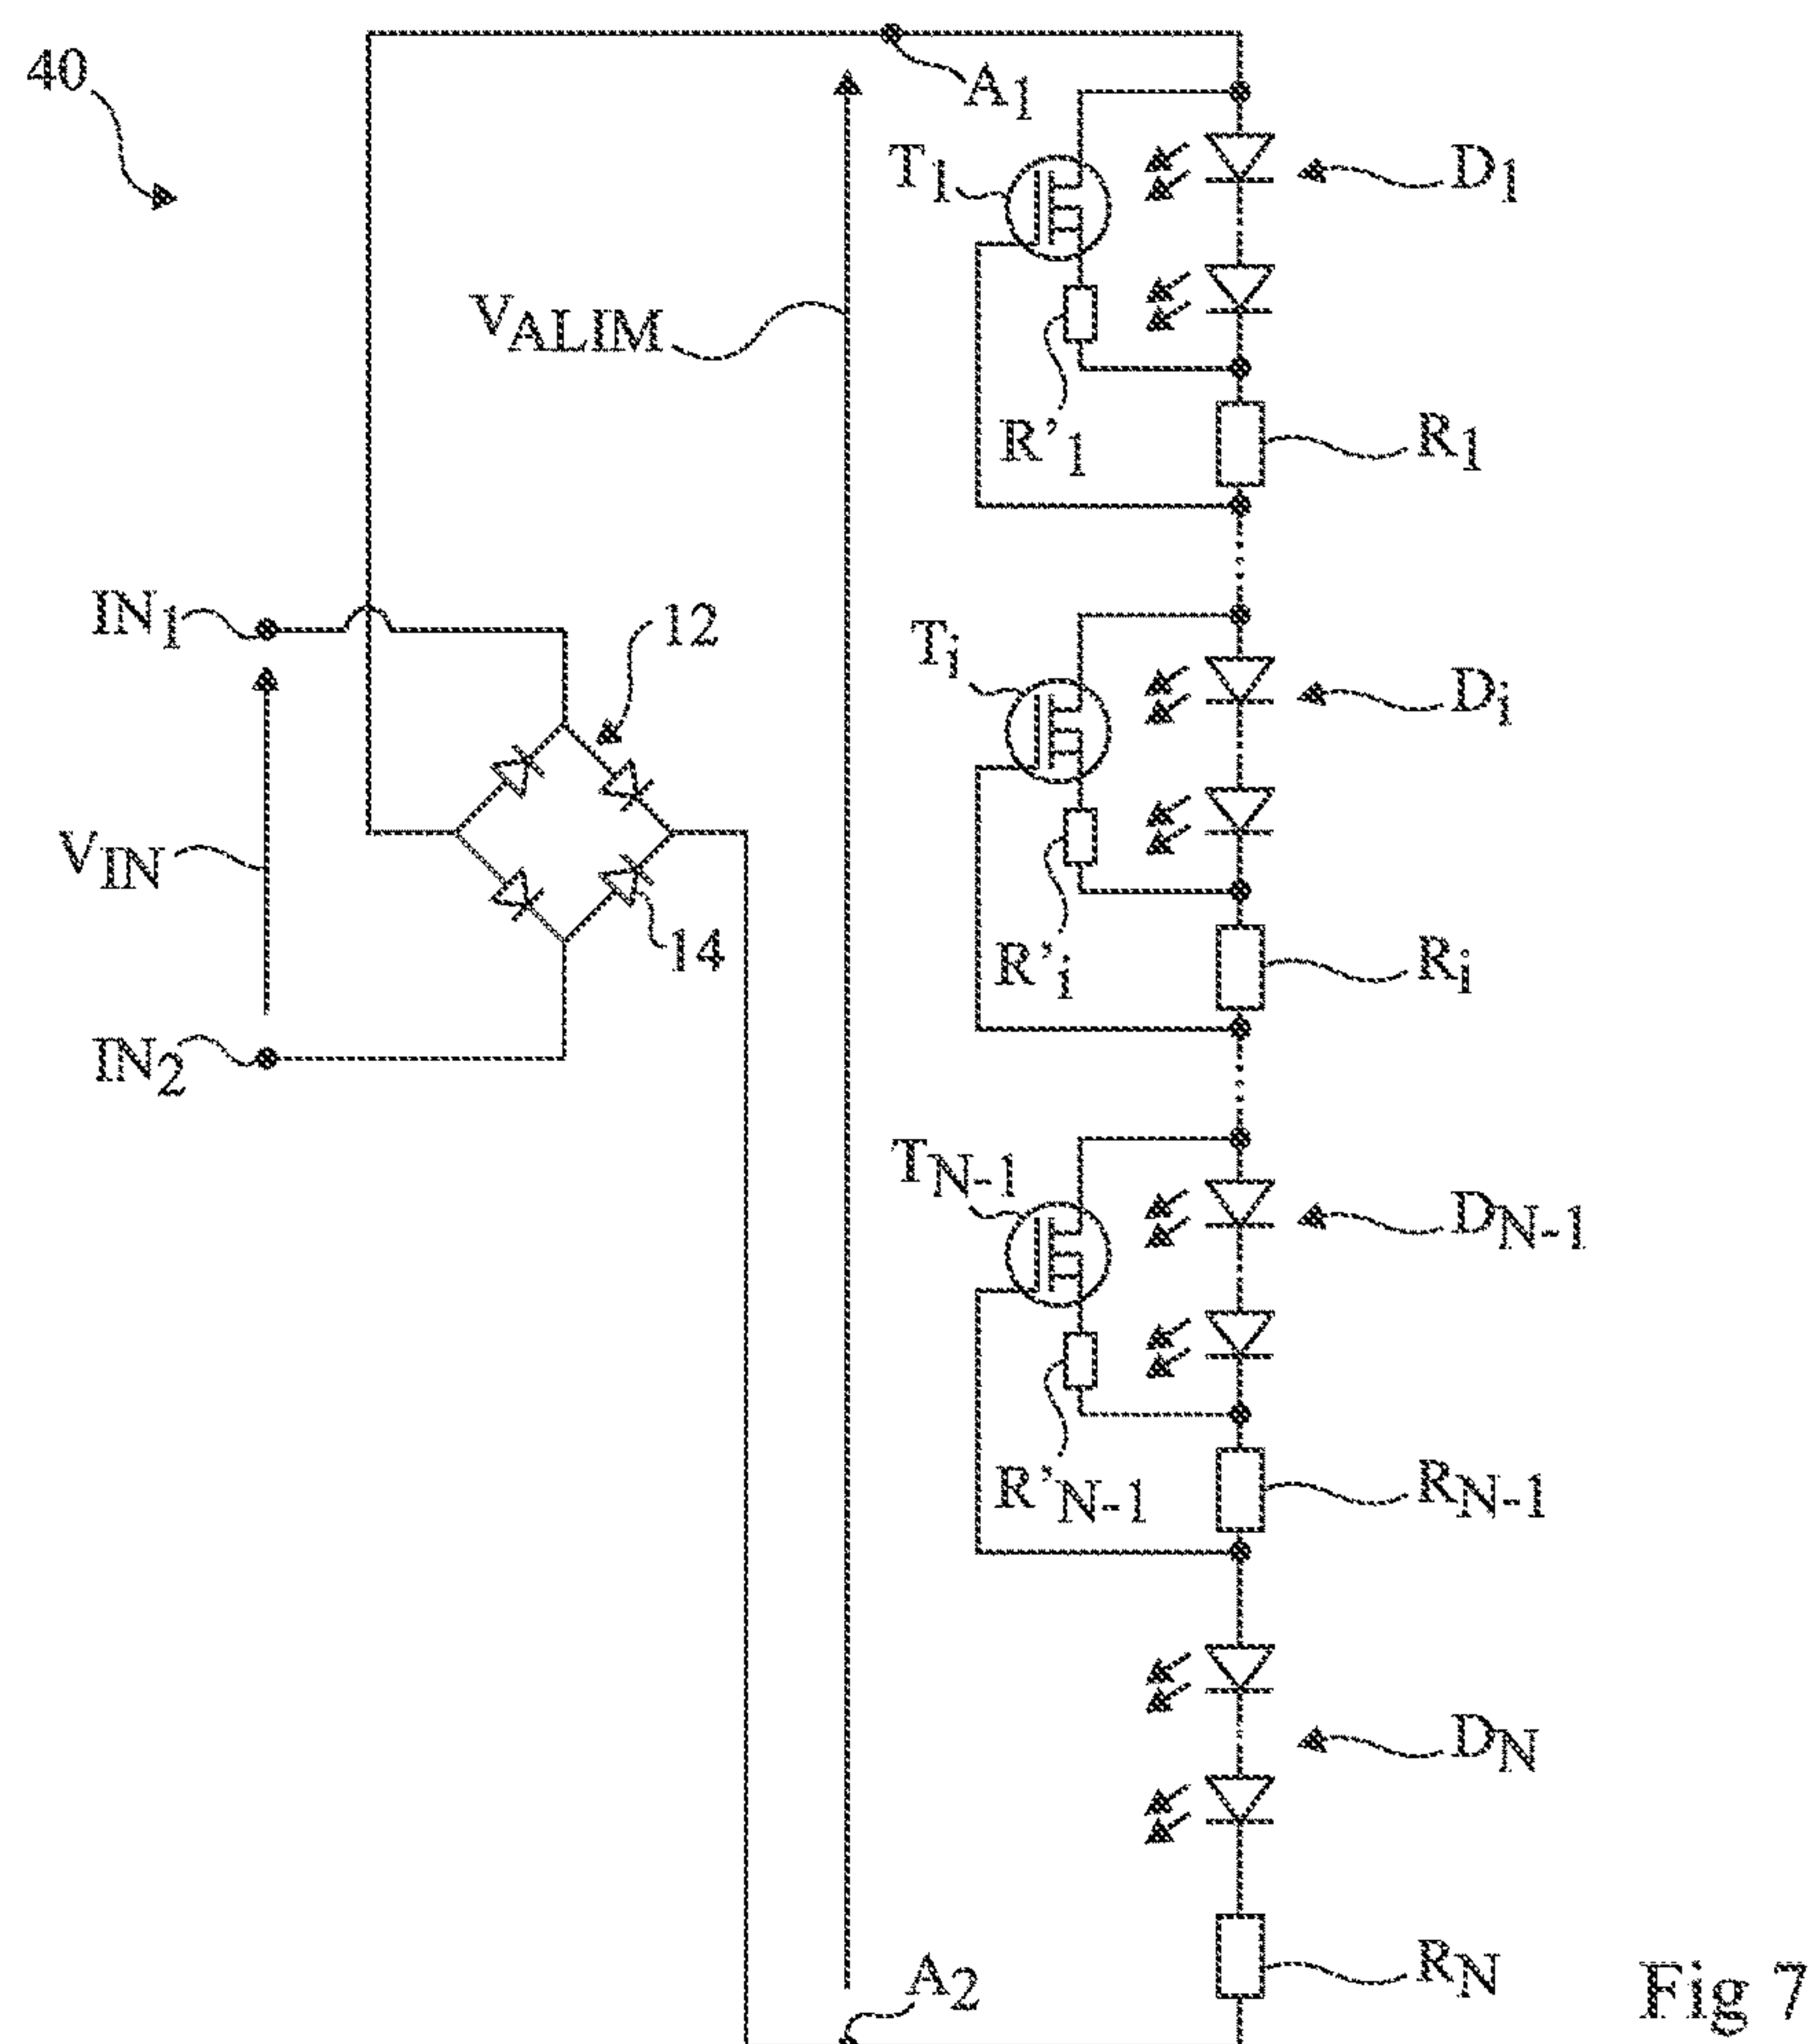 40
A1
T1
D1
VALIM
R'1
R1
IN1
12
Ti
Di
VIN
14
R'i
Ri
IN2
TN-1
DN-1
R'N-1
RN-1
DN
A2
RN
Fig 7